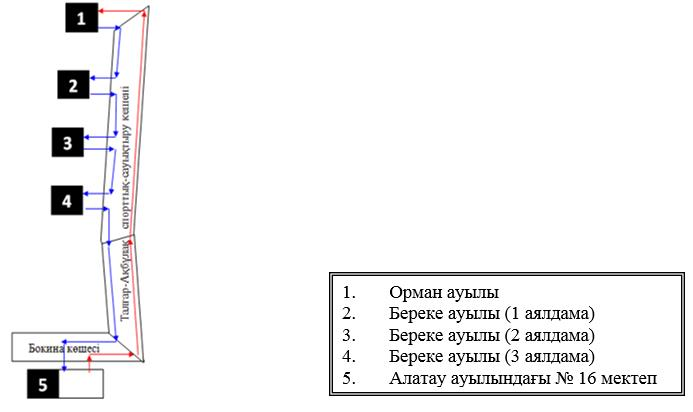 1
2
3
4
5
Талгар-Ақбұлақ спорттық-сауықтыру кешені
Бокина көшесі
1. Орман ауылы
2. Береке ауылы (1 аялдама)
3. Береке ауылы (2 аялдама)
4. Береке ауылы (3 аялдама)
5. Алатау ауылындағы № 16 мектеп